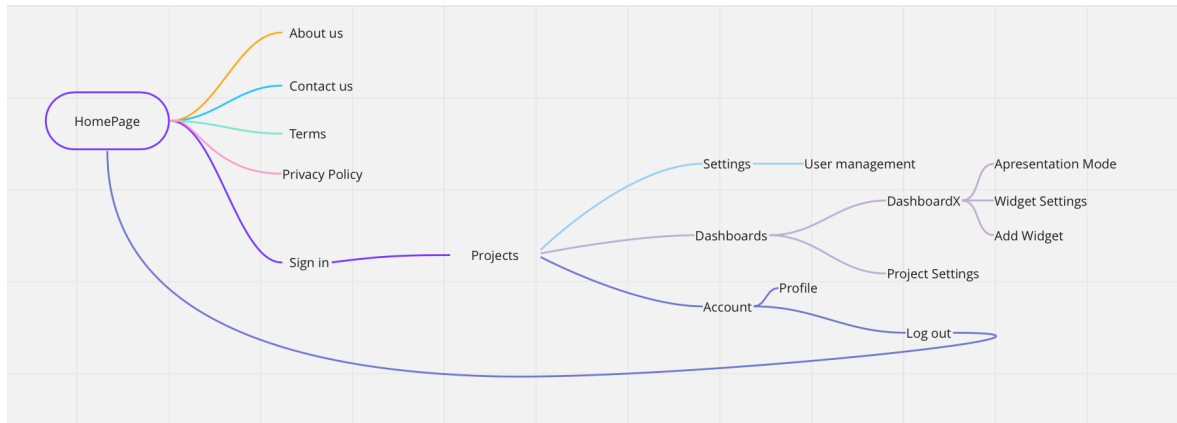 About us
Contact us
HomePage
Terms
Privacy Policy
Sign in
Projects
Settings
User management
Dashboards
DashboardX
Apresentation Mode
Widget Settings
Add Widget
Project Settings
Account
Profile
Log out